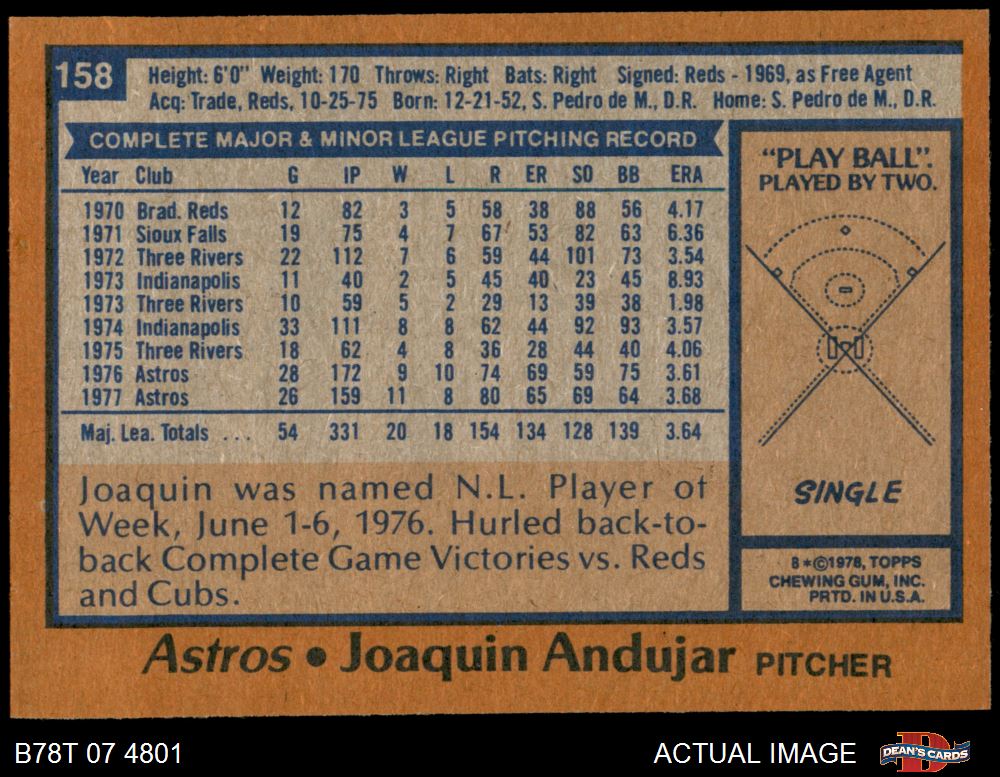 158
Height: 6'0" Weight: 170 Throws: Right Bats: Right Signed: Reds - 1969, as Free Agent
Acq: Trade, Reds, 10-25-75 Born: 12-21-52, S. Pedro de M., D.R. Home: S. Pedro de M., D.R.
COMPLETE MAJOR & MINOR LEAGUE PITCHING RECORD
Year Club G IP W L R ER SO BB ERA
1970 Brad. Reds 12 82 3 5 58 38 88 56 4.17
1971 Sioux Falls 19 75 4 7 67 53 82 63 6.36
1972 Three Rivers 22 112 7 6 59 44 101 73 3.54
1973 Indianapolis 11 40 2 5 45 40 23 45 8.93
1973 Three Rivers 10 59 5 2 29 13 39 38 1.98
1974 Indianapolis 33 111 8 8 62 44 92 93 3.57
1975 Three Rivers 18 62 4 8 36 28 44 40 4.06
1976 Astros 28 172 9 10 74 69 59 75 3.61
1977 Astros 26 159 11 8 80 65 69 64 3.68
Maj. Lea. Totals ... 54 331 20 18 154 134 128 139 3.64
Joaquin was named N.L. Player of
Week, June 1-6, 1976. Hurled back-to-
back Complete Game Victories vs. Reds
and Cubs.
"PLAY BALL".
PLAYED BY TWO.
SINGLE
8*©1978, TOPPS
CHEWING GUM, INC.
PRTD. IN U.S.A.
Astros • Joaquin Andujar PITCHER
B78T 07 4801
ACTUAL IMAGE
DEAN'S CARDS